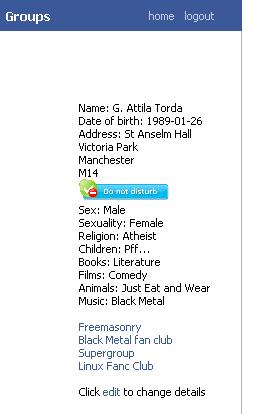 Groups
home logout
Name: G. Attila Torda
Date of birth: 1989-01-26
Address: St Anselm Hall
Victoria Park
Manchester
M14
Do not disturb
Sex: Male
Sexuality: Female
Religion: Atheist
Children: Pff...
Books: Literature
Films: Comedy
Animals: Just Eat and Wear
Music: Black Metal
Freemasonry
Black Metal fan club
Supergroup
Linux Fanc Club
Click edit to change details